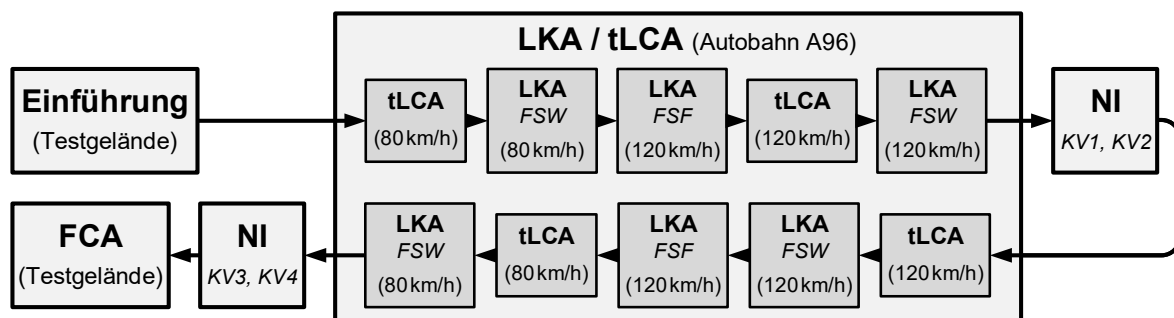 LKA / tLCA (Autobahn A96)
Einführung
(Testgelände)
tLCA
(80 km/h)
LKA
FSW
(80 km/h)
LKA
FSF
(120 km/h)
tLCA
(120 km/h)
LKA
FSW
(120 km/h)
NI
KV1, KV2
FCA
(Testgelände)
NI
KV3, KV4
LKA
FSW
(80 km/h)
tLCA
(80 km/h)
LKA
FSF
(120 km/h)
LKA
FSW
(120 km/h)
tLCA
(120 km/h)